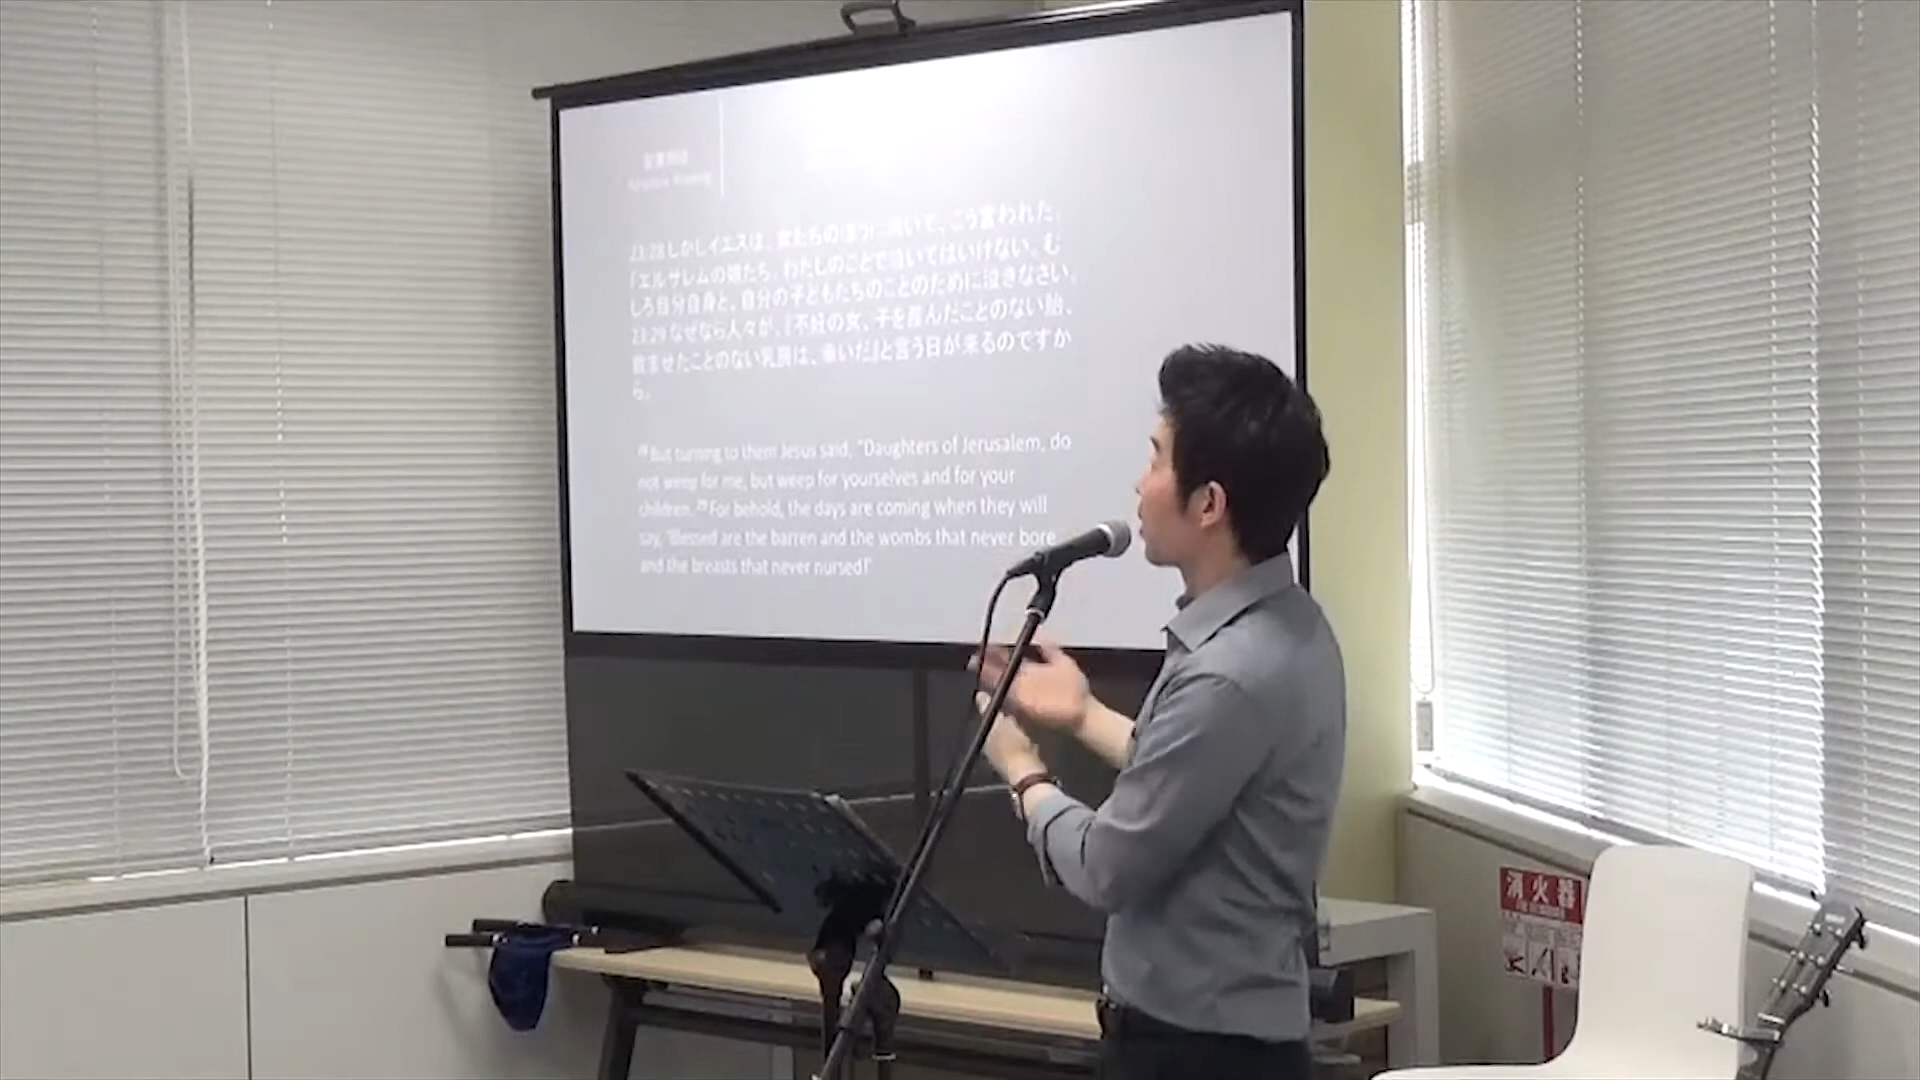 聖書朗読
Scripture Reading
23:28 しかしイエスは、女たちのほうに向いて、こう言われた。
「エルサレムの娘たち。わたしのことで泣いてはいけない。む
しろ自分自身と、自分の子どもたちのことのために泣きなさい。
23:29 なぜなら人々が、『不妊の女、子を産んだことのない胎、
飲ませたことのない乳房は、幸いだ』と言う日が来るのですか
ら。
28 But turning to them Jesus said, "Daughters of Jerusalem, do
not weep for me, but weep for yourselves and for your
children. 29 For behold, the days are coming when they will
say, 'Blessed are the barren and the wombs that never bore
and the breasts that never nursed!'
消火器